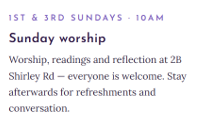 1ST & 3RD SUNDAYS · 10AM
Sunday worship
Worship, readings and reflection at 2B
Shirley Rd — everyone is welcome. Stay
afterwards for refreshments and
conversation.